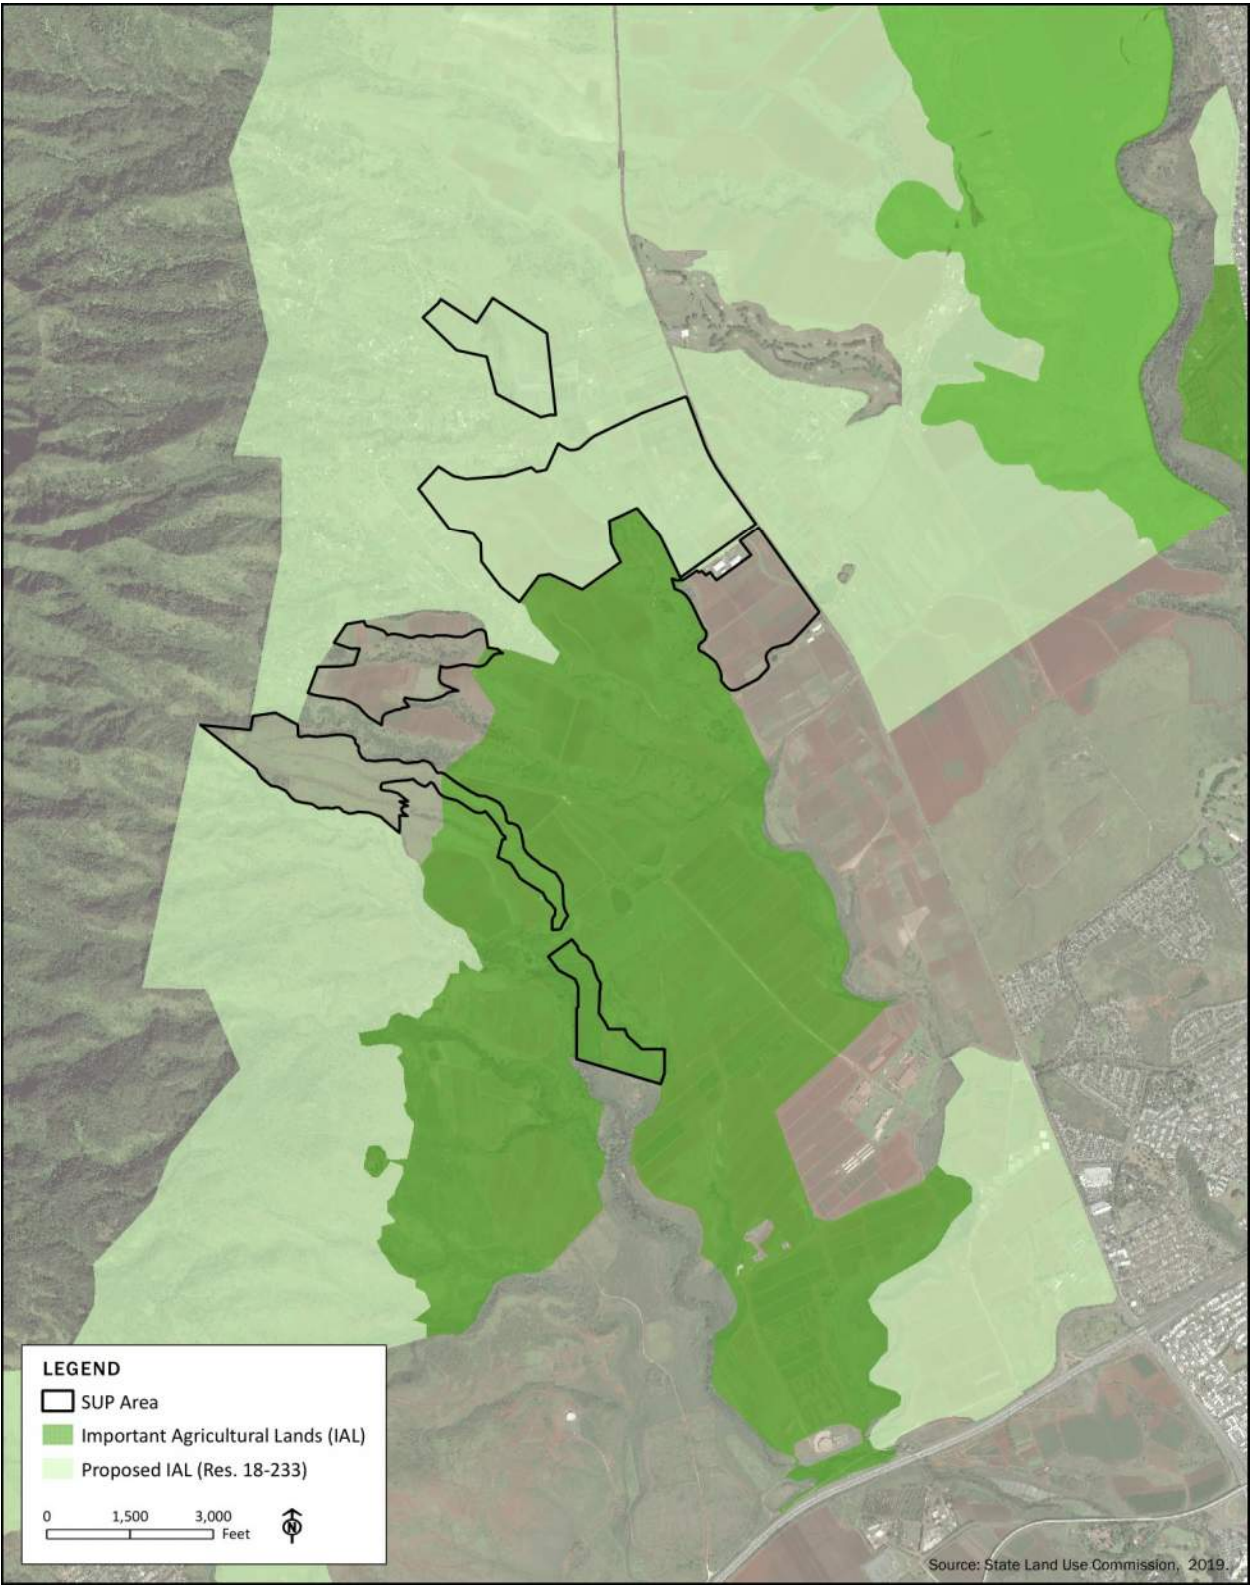 LEGEND
SUP Area
Important Agricultural Lands (IAL)
Proposed IAL (Res. 18-233)
0 1,500 3,000
Feet
N
Source: State Land Use Commission, 2019.